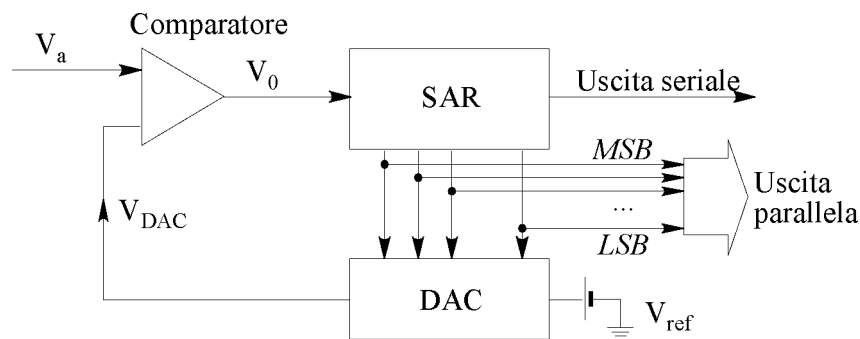 Comparatore
V_a
V_0
SAR
Uscita seriale
MSB
...
LSB
Uscita
parallela
V_DAC
DAC
V_ref